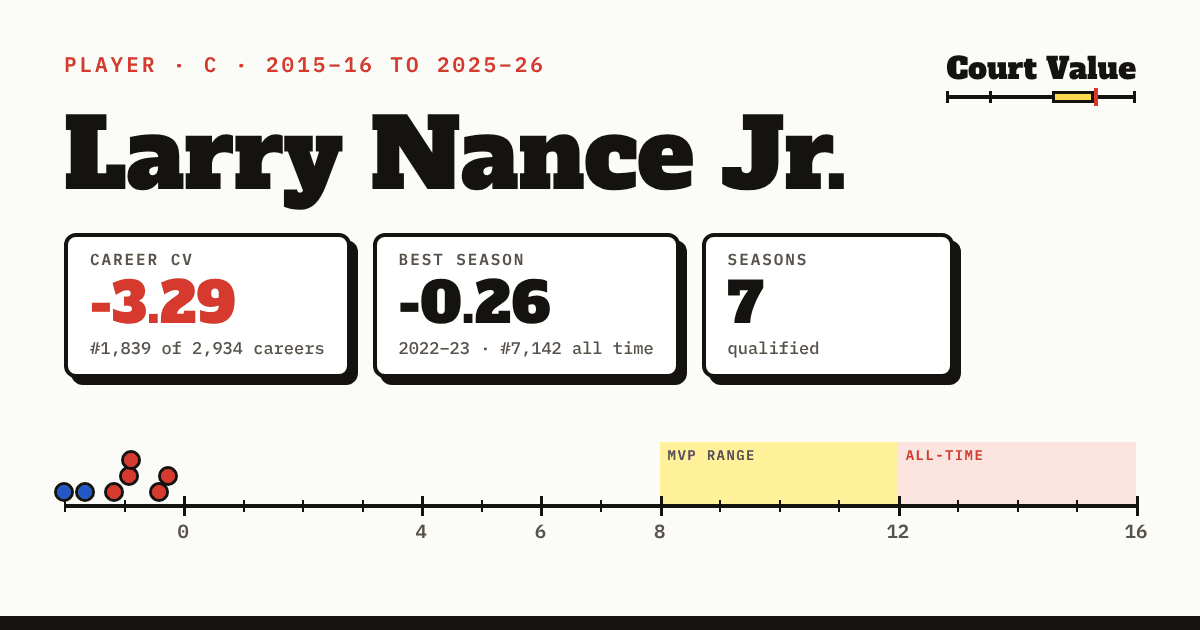 PLAYER · C · 2015–16 TO 2025–26
Court Value
Larry Nance Jr.
CAREER CV
-3.29
#1,839 of 2,934 careers
BEST SEASON
-0.26
2022–23 · #7,142 all time
SEASONS
7
qualified
MVP RANGE
ALL-TIME
0
4
6
8
12
16